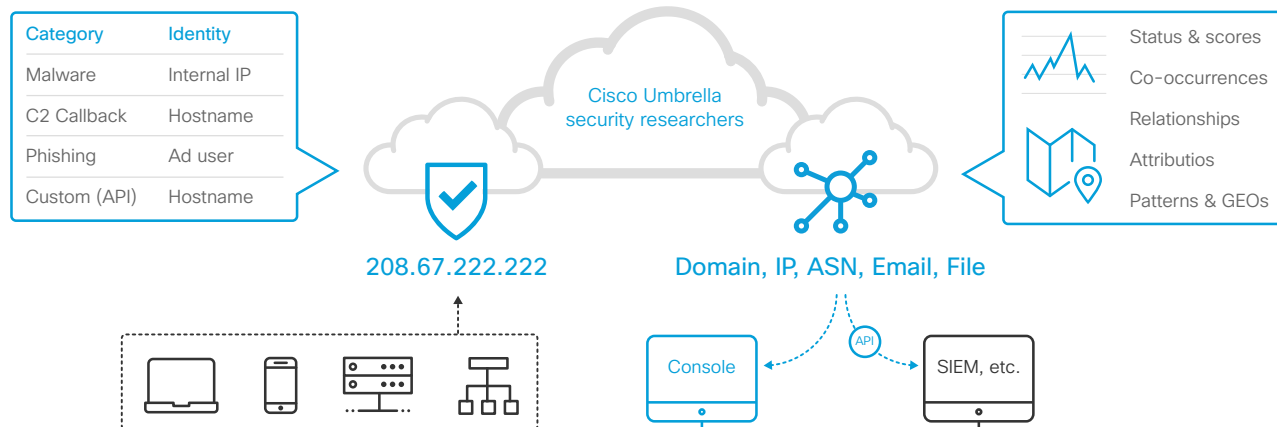 Category Identity
Malware Internal IP
C2 Callback Hostname
Phishing Ad user
Custom (API) Hostname
Cisco Umbrella
security researchers
Status & scores
Co-occurrences
Relationships
Attributios
Patterns & GEOs
208.67.222.222
Domain, IP, ASN, Email, File
API
Console
SIEM, etc.